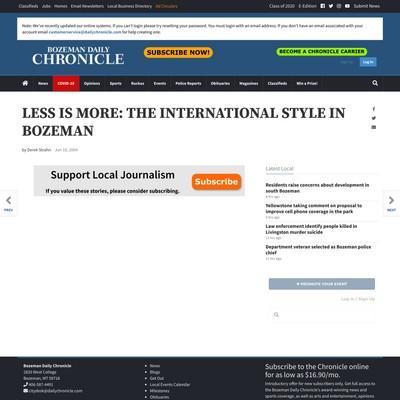 Classifieds Jobs Homes Email Newsletters Local Business Directory Ad Circulars Class of 2020 E-Edition
Note: We've recently updated our online systems. If you can't login please try resetting your password. You must login with an email address. If you don't have an email associated with your account email customerservice@dailychronicle.com for help creating one.
BOZEMAN DAILY
CHRONICLE
SUBSCRIBE NOW!
BECOME A CHRONICLE CARRIER
Sign Up Log In
News COVID-19 Opinions Sports Ruckus Events Police Reports Obituaries Magazines Classifieds Win a Prize!
LESS IS MORE: THE INTERNATIONAL STYLE IN
BOZEMAN
by Derek Strahn Jun 10, 2004
Support Local Journalism
If you value these stories, please consider subscribing.
Subscribe
Latest Local
Residents raise concerns about development in
south Bozeman
Yellowstone taking comment on proposal to
improve cell phone coverage in the park
Law enforcement identify people killed in
Livingston murder suicide
Department veteran selected as Bozeman police
chief
PREV
NEXT
+ PROMOTE YOUR EVENT
Log In / Sign Up
Bozeman Daily Chronicle
2820 West College
Bozeman, MT 59718
406-587-4491
citydesk@dailychronicle.com
News
Blogs
Get Out
Local Events Calendar
Milestones
Obituaries
Subscribe to the Chronicle online
for as low as $16.90/mo.
Introductory offer for new subscribers only. Get full access
to the Bozeman Daily Chronicle's award-winning news and
sports coverage, as well as arts and entertainment, opinions